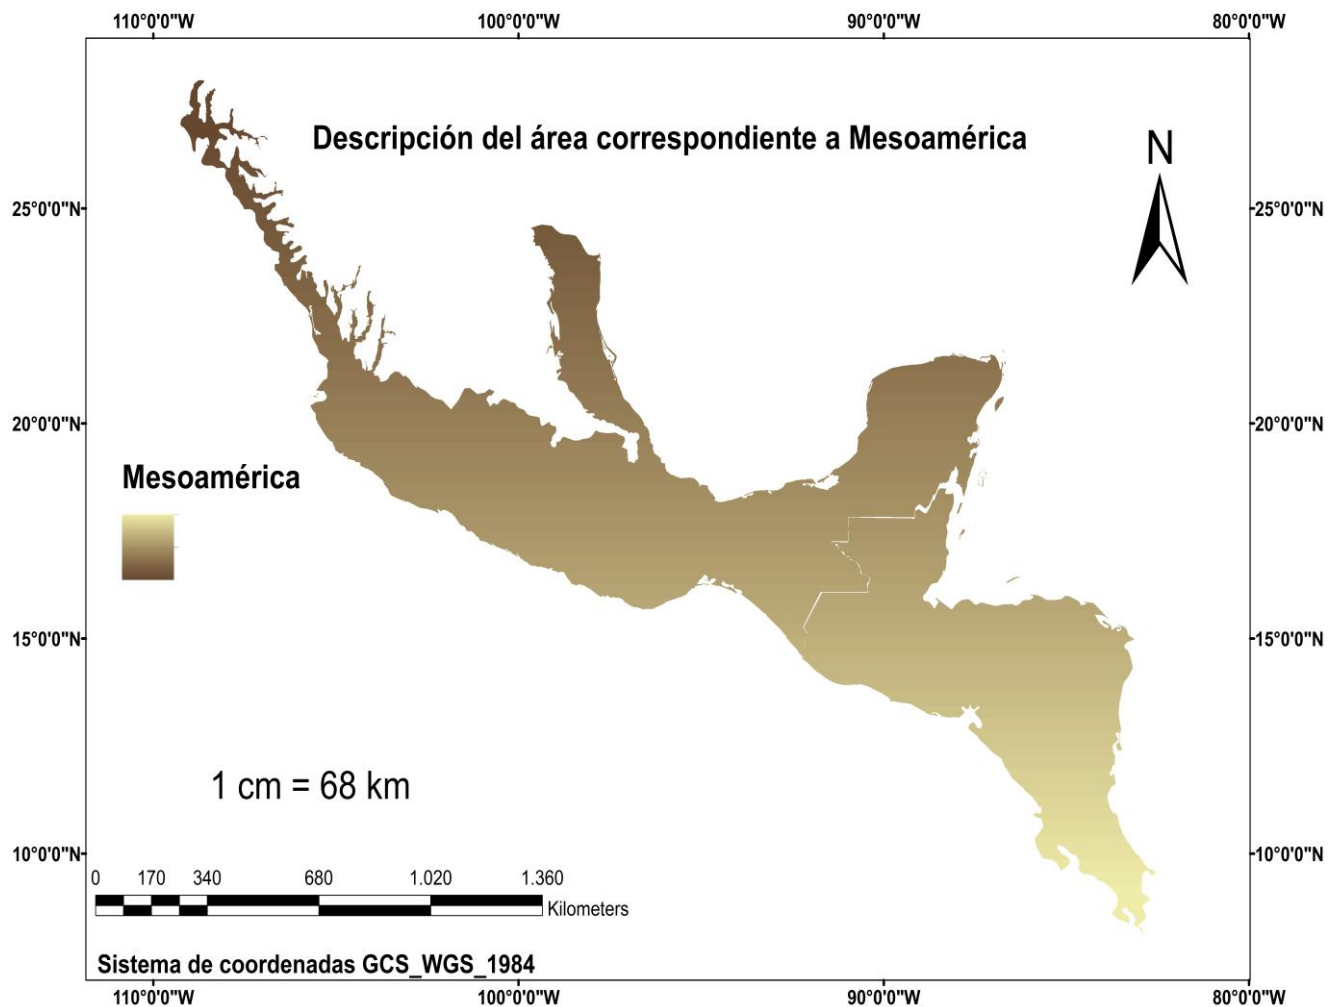 110°0'0"W 100°0'0"W 90°0'0"W 80°0'0"W
Descripción del área correspondiente a Mesoamérica
N
25°0'0"N 25°0'0"N
20°0'0"N 20°0'0"N
Mesoamérica
15°0'0"N 15°0'0"N
1 cm = 68 km
10°0'0"N 10°0'0"N
0 170 340 680 1.020 1.360
Kilometers
Sistema de coordenadas GCS_WGS_1984
110°0'0"W 100°0'0"W 90°0'0"W 80°0'0"W